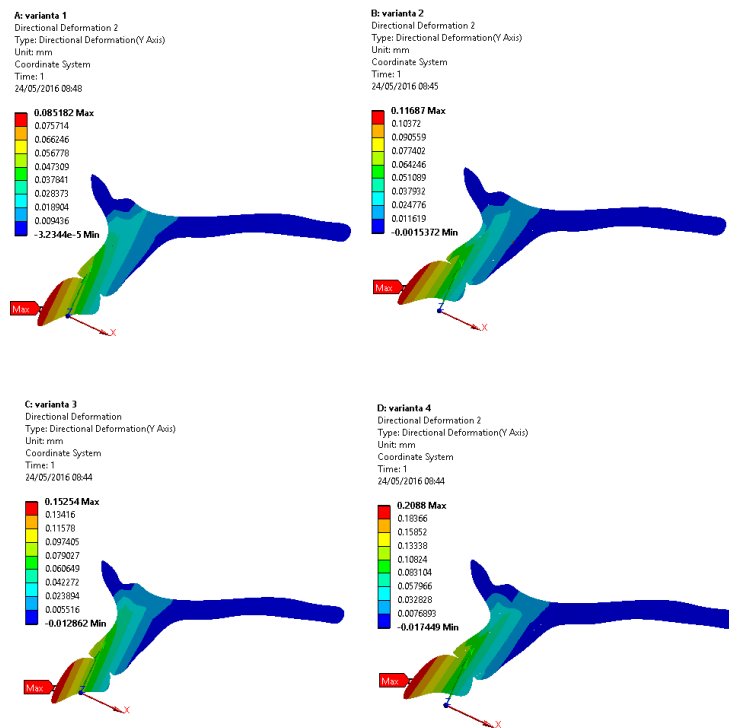 A: varianta 1
Directional Deformation 2
Type: Directional Deformation(Y Axis)
Unit: mm
Coordinate System
Time: 1
24/05/2016 08:48
0.085182 Max
0.075714
0.066246
0.056778
0.047309
0.037841
0.028373
0.018904
0.009436
-3.2344e-5 Min
Max
Z
X
B: varianta 2
Directional Deformation 2
Type: Directional Deformation(Y Axis)
Unit: mm
Coordinate System
Time: 1
24/05/2016 08:45
0.11687 Max
0.10372
0.090559
0.077402
0.064246
0.051089
0.037932
0.024776
0.011619
-0.0015372 Min
Max
Z
X
C: varianta 3
Directional Deformation
Type: Directional Deformation(Y Axis)
Unit: mm
Coordinate System
Time: 1
24/05/2016 08:44
0.15254 Max
0.13416
0.11578
0.097405
0.079027
0.060649
0.042272
0.023894
0.005516
-0.012862 Min
Max
Z
X
D: varianta 4
Directional Deformation 2
Type: Directional Deformation(Y Axis)
Unit: mm
Coordinate System
Time: 1
24/05/2016 08:44
0.2088 Max
0.18366
0.15852
0.13338
0.10824
0.083104
0.057966
0.032828
0.0076893
-0.017449 Min
Max
Z
X